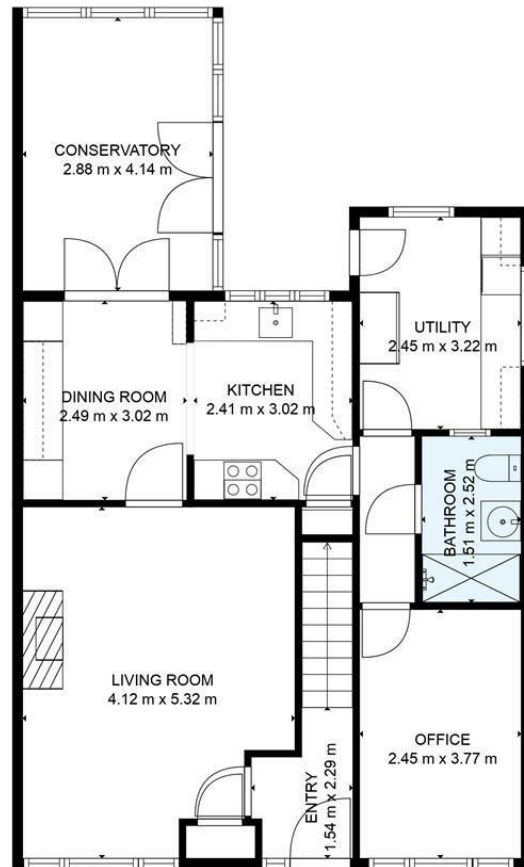 CONSERVATORY
2.88 m x 4.14 m
UTILITY
2.45 m x 3.22 m
DINING ROOM
2.49 m x 3.02 m
KITCHEN
2.41 m x 3.02 m
BATHROOM
1.51 m x 2.52 m
LIVING ROOM
4.12 m x 5.32 m
ENTRY
1.54 m x 2.29 m
OFFICE
2.45 m x 3.77 m